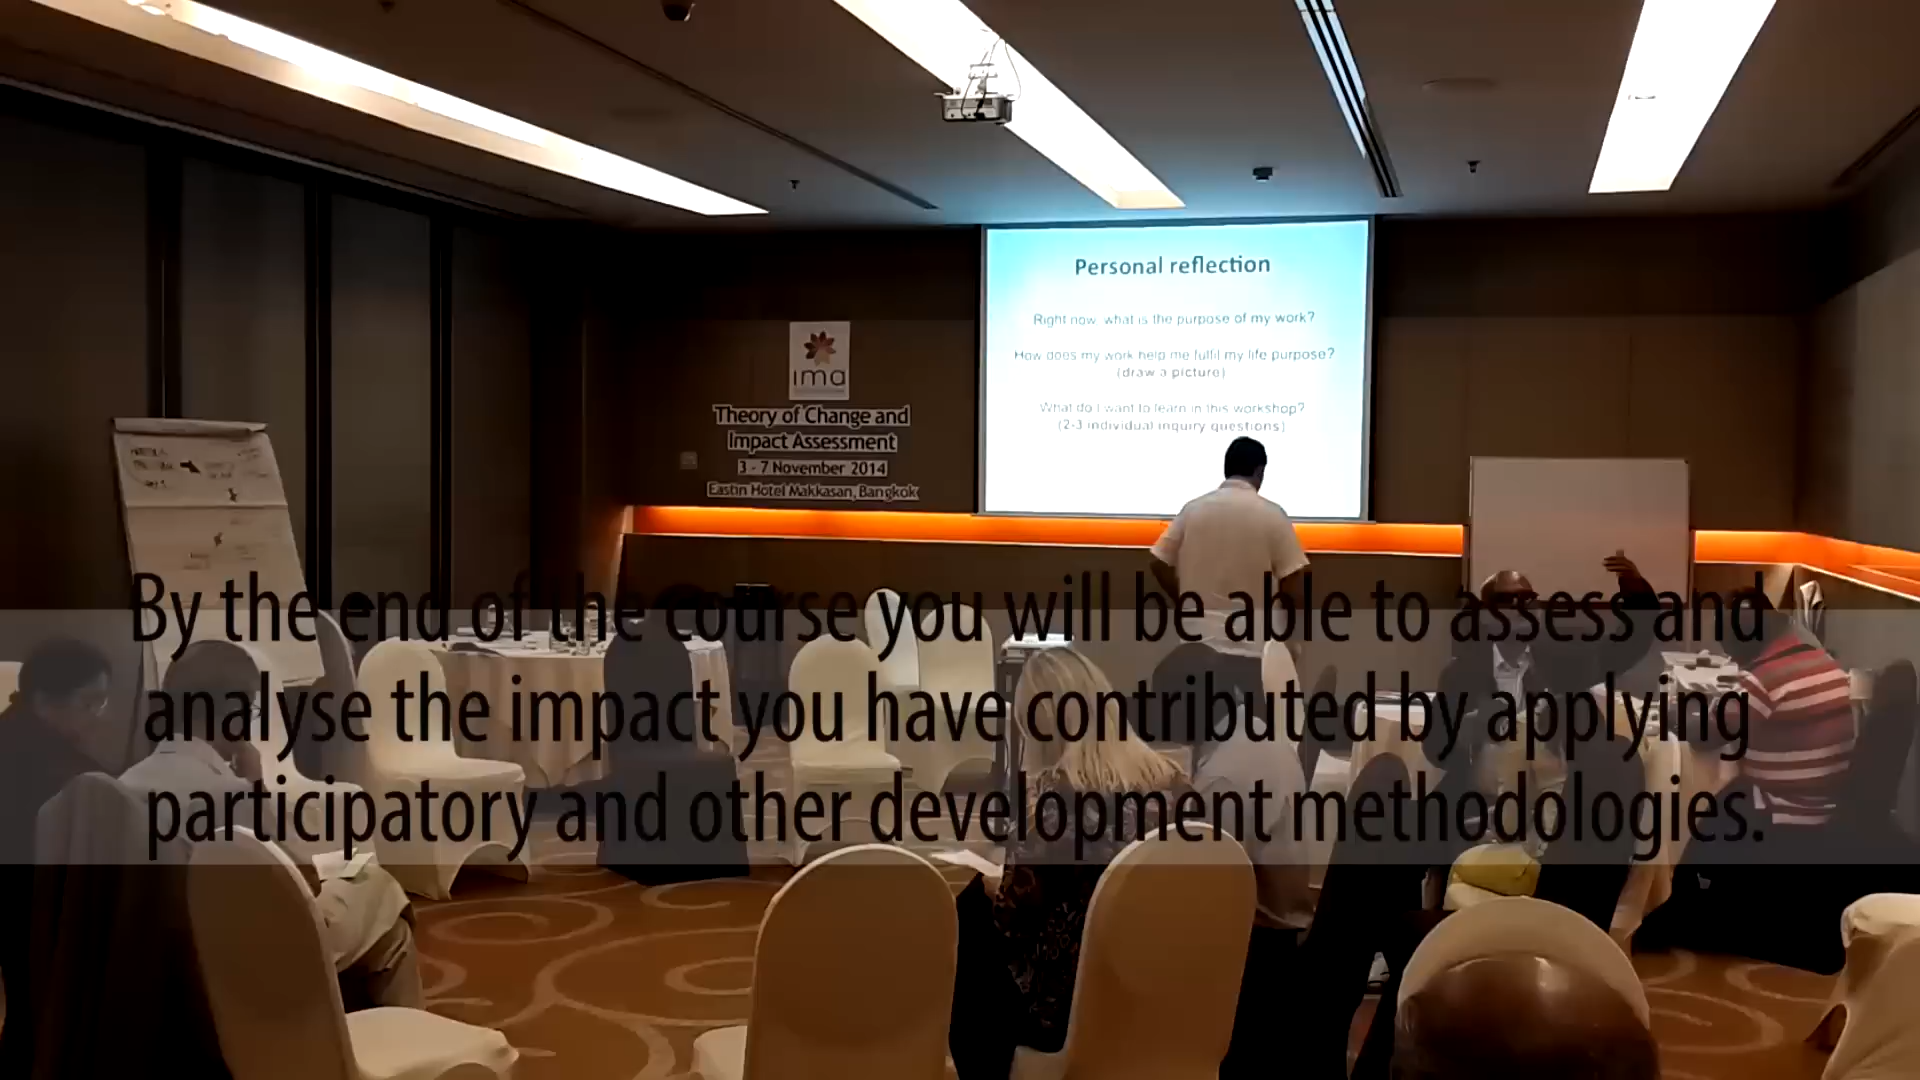 Personal reflection
Right now what is the purpose of my work?
How does my work help me fulfil my life purpose?
(draw a picture)
What do I want to learn in this workshop?
(2-3 individual inquiry questions)
ima
Theory of Change and
Impact Assessment
3 - 7 November 2014
Eastin Hotel Makkasan, Bangkok
By the end of the course you will be able to assess and
analyse the impact you have contributed by applying
participatory and other development methodologies.